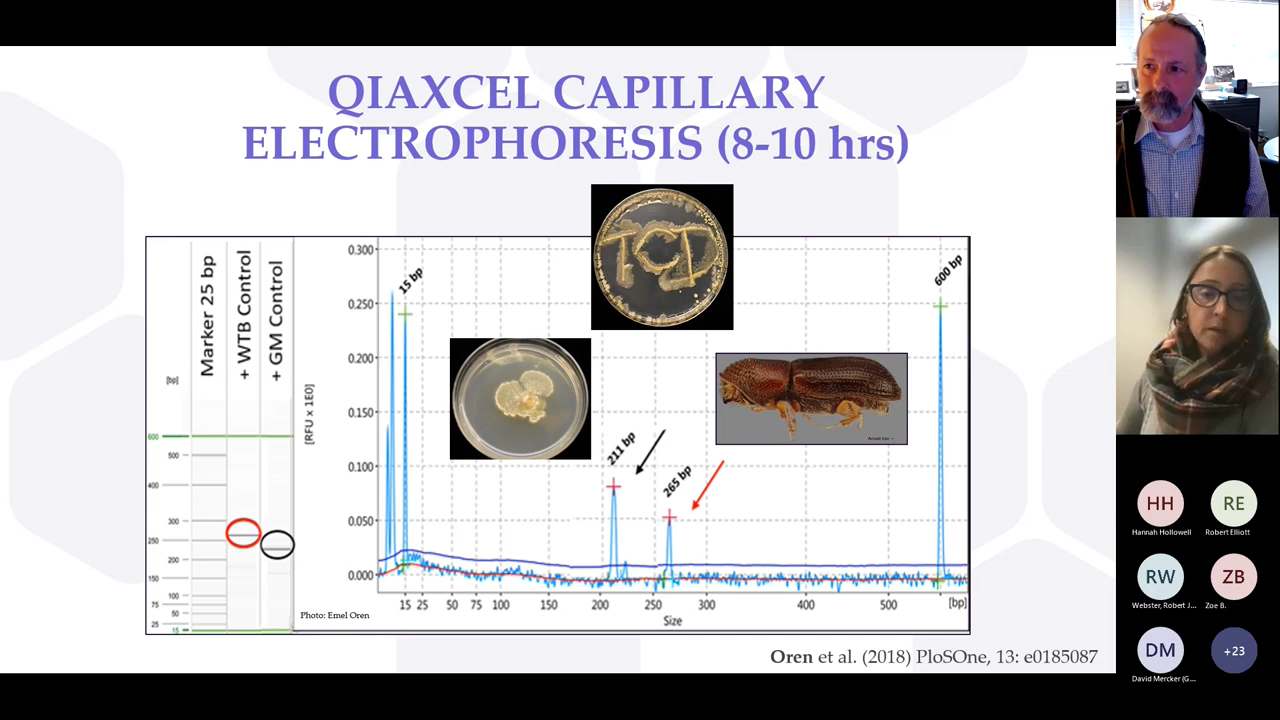 QIAXCEL CAPILLARY
ELECTROPHORESIS (8-10 hrs)
Marker 25 bp
+ WTB Control
+ GM Control
[bp]
600
500
400
300
250
200
150
100
75
50
25
15
[RFU x 1E0]
0.300
0.250
0.200
0.150
0.100
0.050
0.000
15 bp
211 bp
265 bp
600 bp
TCD
15 25 50 75 100 150 200 250 300 400 500 [bp]
Size
Photo: Emel Oren
Oren et al. (2018) PloSOne, 13: e0185087
HH
Hannah Hollowell
RE
Robert Elliott
RW
Webster, Robert J...
ZB
Zoe B.
DM
David Mercker (G...
+23